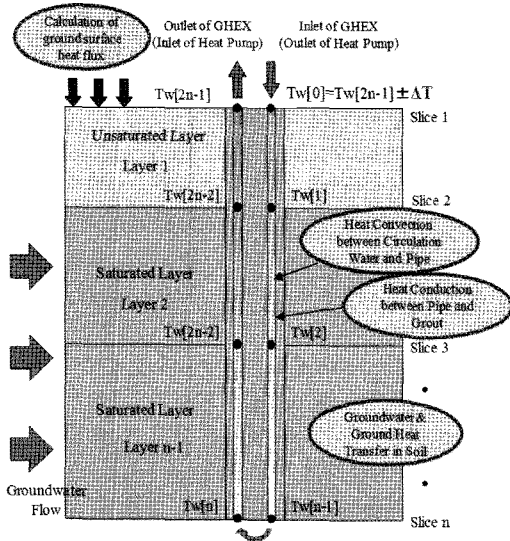 Calculation of
ground surface
heat flux
Outlet of GHEX
(Inlet of Heat Pump)
Inlet of GHEX
(Outlet of Heat Pump)
Tw[2n-1]
Tw[0]=Tw[2n-1] ± ΔT
Slice 1
Unsaturated Layer
Layer 1
Tw[2n-2]
Tw[1]
Slice 2
Heat Convection
between Circulation
Water and Pipe
Saturated Layer
Layer 2
Heat Conduction
between Pipe and
Grout
Tw[2n-2]
Tw[2]
Slice 3
Saturated Layer
Layer n-1
Groundwater &
Ground Heat
Transfer in Soil
Groundwater
Flow
Tw[n]
Tw[n-1]
Slice n